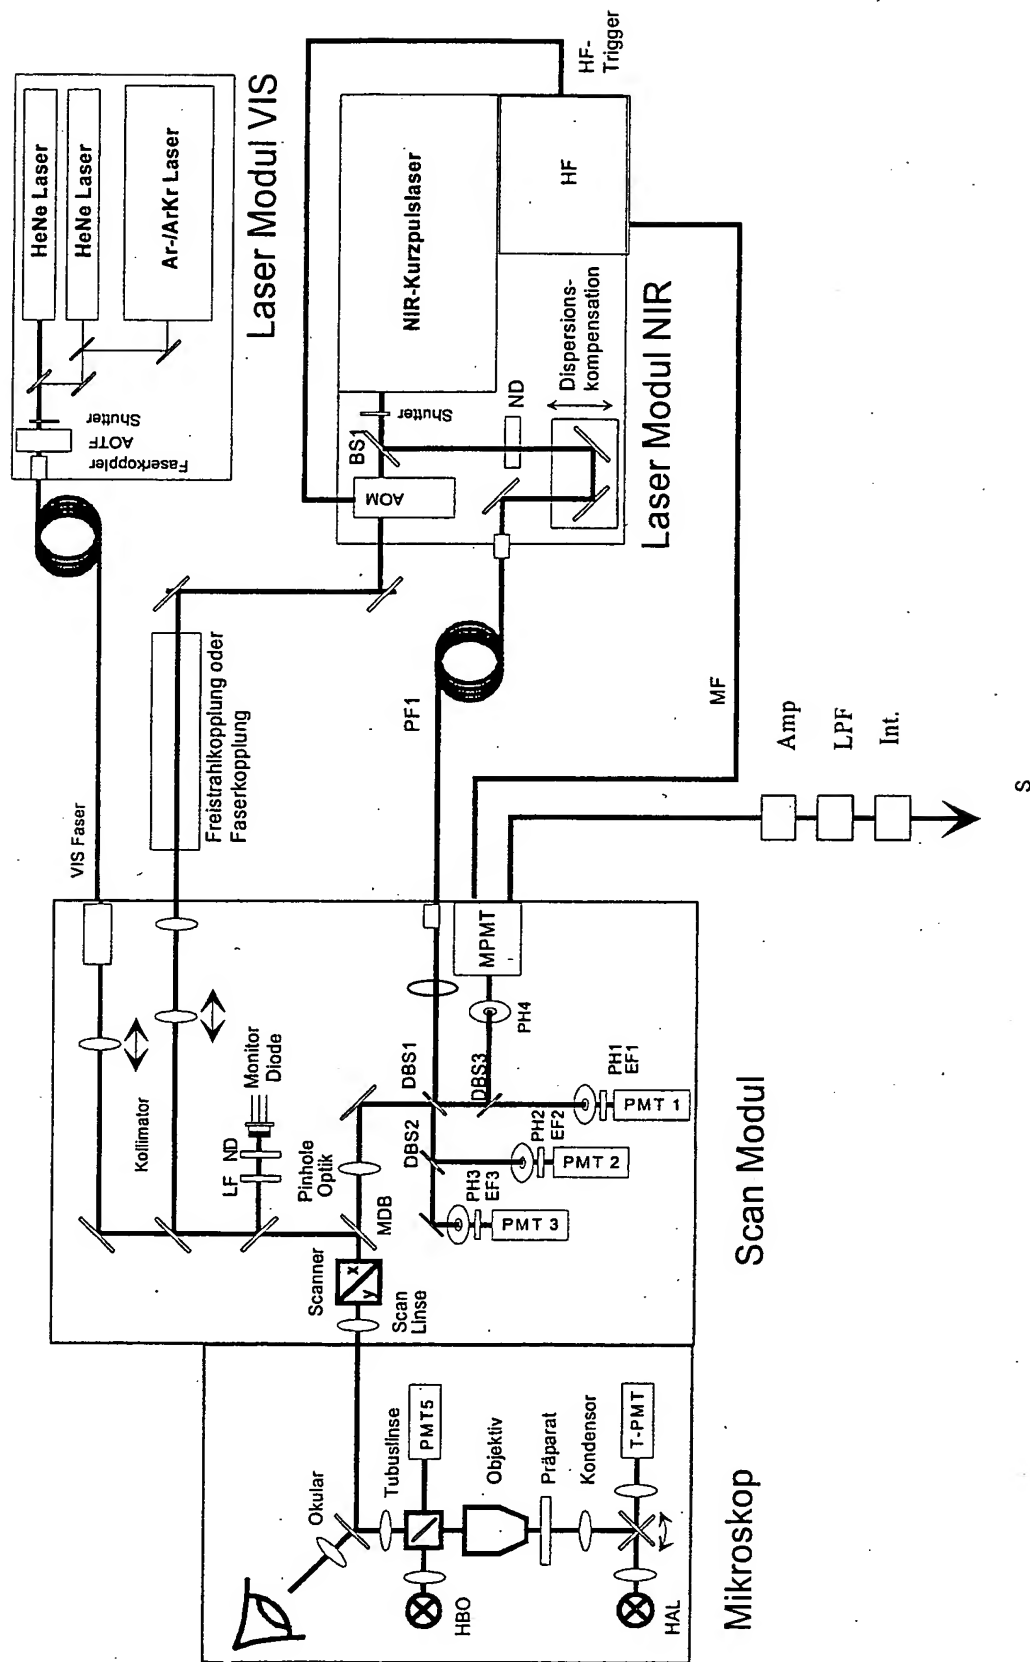 HeNe Laser
HeNe Laser
Ar-/ArKr Laser
Shutter
AOTF
Faserkoppler
Laser Modul VIS
HF-
Trigger
NIR-Kurzpulslaser
HF
Shutter
BS1
AOM
ND
Dispersions-
kompensation
Laser Modul NIR
VIS Faser
Freistrahlkopplung oder
Faserkopplung
PF1
MF
Amp
LPF
Int.
S
Kollimator
Monitor
Diode
ND
LF
Pinhole
Optik
MDB
Scanner
x
y
Scan
Linse
DBS1
DBS2
DBS3
MPMT
PH4
PH1
EF1
PMT 1
PH2
EF2
PMT 2
PH3
EF3
PMT 3
Scan Modul
Okular
Tubuslinse
PMT5
HBO
Objektiv
Präparat
Kondensor
T-PMT
HAL
Mikroskop